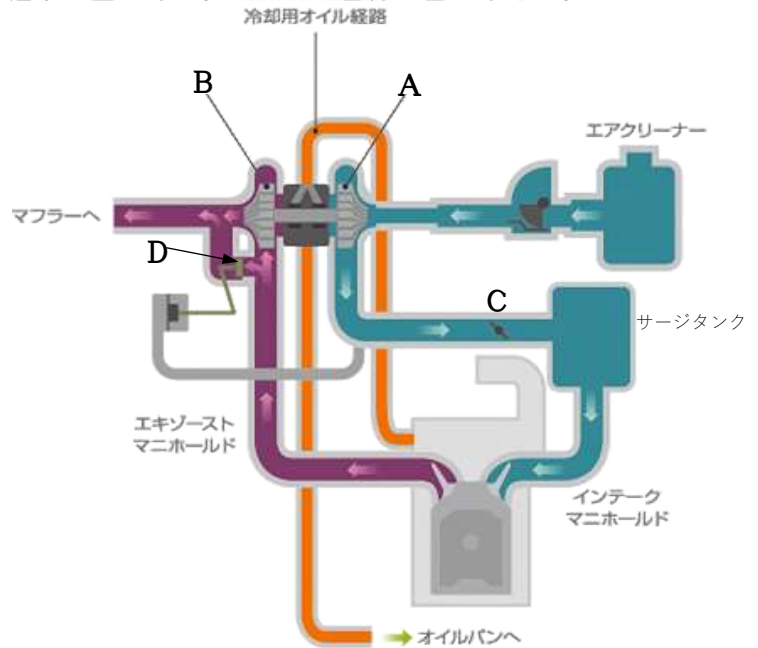 冷却用オイル経路
B
A
エアクリーナー
マフラーへ
D
C
サージタンク
エキゾースト
マニホールド
インテーク
マニホールド
オイルパンへ